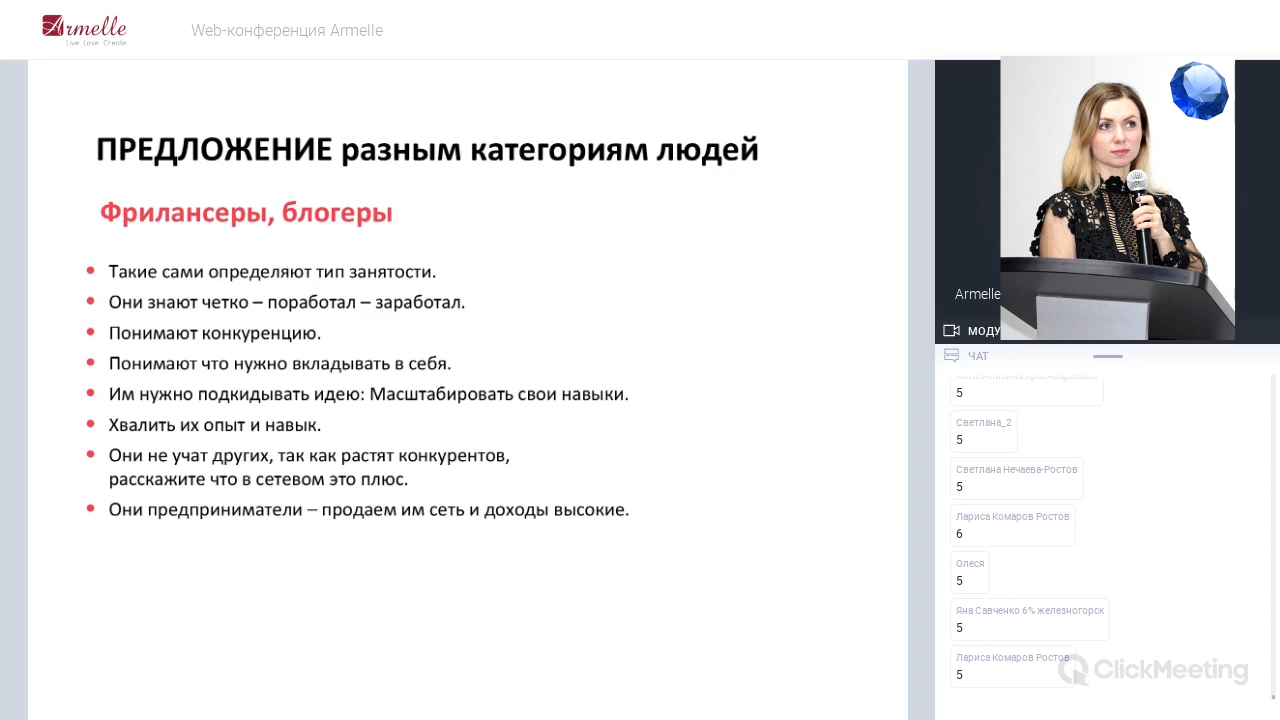 Armelle
Live Love Create
Web-конференция Armelle
ПРЕДЛОЖЕНИЕ разным категориям людей
Фрилансеры, блогеры
Такие сами определяют тип занятости.
Они знают четко – поработал – заработал.
Понимают конкуренцию.
Понимают что нужно вкладывать в себя.
Им нужно подкидывать идею: Масштабировать свои навыки.
Хвалить их опыт и навык.
Они не учат других, так как растят конкурентов,
расскажите что в сетевом это плюс.
Они предприниматели – продаем им сеть и доходы высокие.
Armelle
МОДУ
ЧАТ
5
Светлана_2
5
Светлана Нечаева-Ростов
5
Лариса Комаров Ростов
6
Олеся
5
Яна Савченко 6% железногорск
5
Лариса Комаров Ростов
5
ClickMeeting